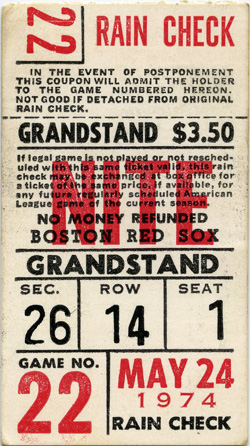 22 RAIN CHECK
IN THE EVENT OF POSTPONEMENT
THIS COUPON WILL ADMIT THE HOLDER
TO THE GAME NUMBERED HEREON.
NOT GOOD IF DETACHED FROM ORIGINAL
RAIN CHECK.
GRANDSTAND $3.50
If legal game is not played or not resched-
uled with this same ticket valid, this rain
check may be exchanged at box office for
a ticket of the same price, if available, for
any future regularly scheduled American
League game of the current season.
NITE
NO MONEY REFUNDED
BOSTON RED SOX
GRANDSTAND
SEC. ROW SEAT
26 14 1
GAME NO.
22
MAY 24
1974
RAIN CHECK